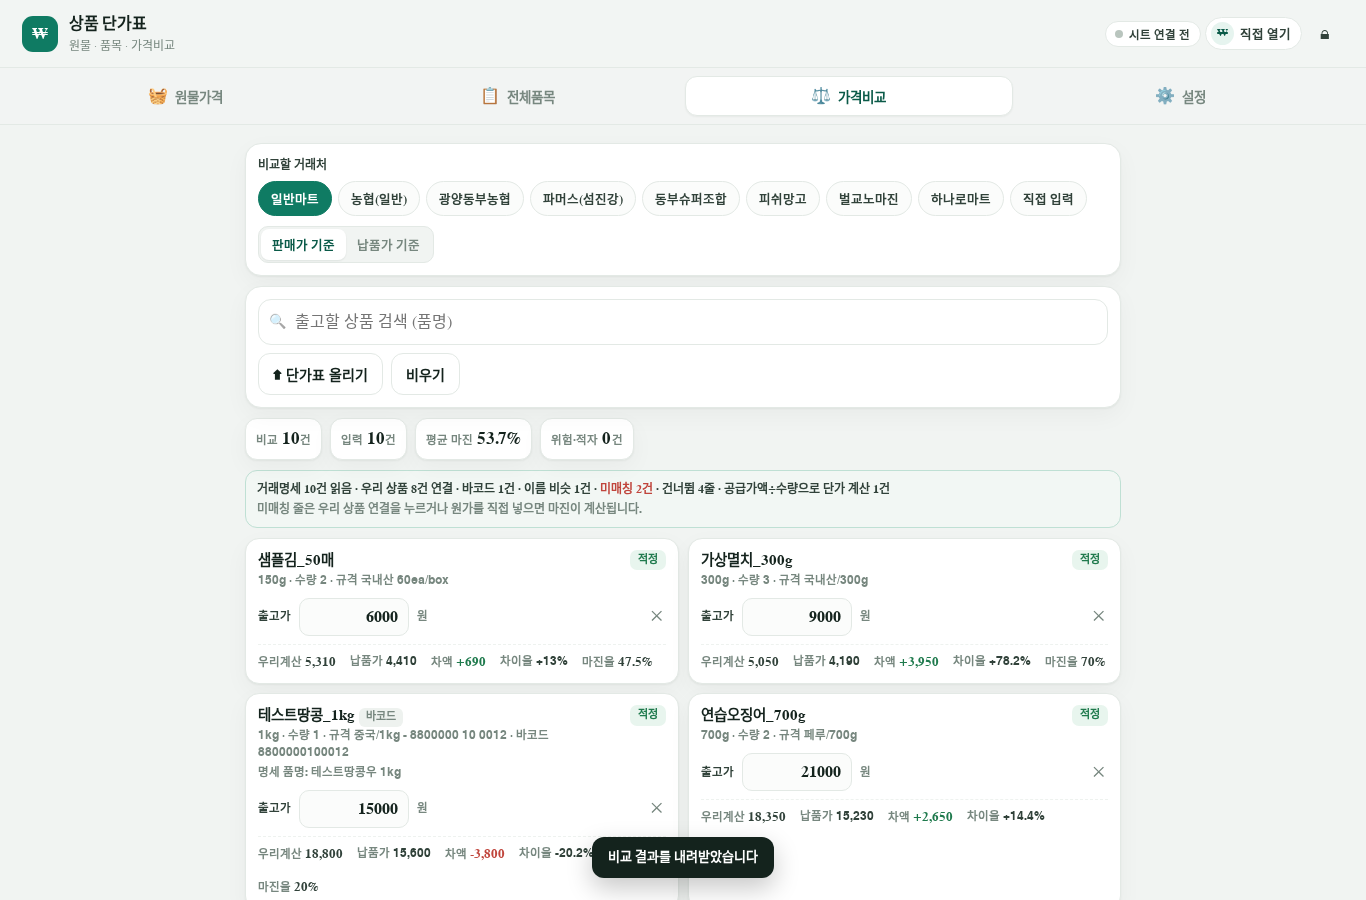 ₩ 상품 단가표
원물 · 품목 · 가격비교
시트 연결 전
₩ 직접 열기
원물가격
전체품목
가격비교
설정
비교할 거래처
일반마트 농협(일반) 광양동부농협 파머스(섬진강) 동부슈퍼조합 피쉬망고 벌교노마진 하나로마트 직접 입력
판매가 기준 납품가 기준
출고할 상품 검색 (품명)
⬆ 단가표 올리기 비우기
비교 10건 입력 10건 평균 마진 53.7% 위험·적자 0건
거래명세 10건 읽음 · 우리 상품 8건 연결 · 바코드 1건 · 이름 비슷 1건 · 미매칭 2건 · 건너뜀 4줄 · 공급가액÷수량으로 단가 계산 1건
미매칭 줄은 우리 상품 연결을 누르거나 원가를 직접 넣으면 마진이 계산됩니다.
샘플김_50매 적정
150g · 수량 2 · 규격 국내산 60ea/box
출고가 6000 원 ×
우리계산 5,310 납품가 4,410 차액 +690 차이율 +13% 마진율 47.5%
가상멸치_300g 적정
300g · 수량 3 · 규격 국내산/300g
출고가 9000 원 ×
우리계산 5,050 납품가 4,190 차액 +3,950 차이율 +78.2% 마진율 70%
테스트땅콩_1kg 바코드 적정
1kg · 수량 1 · 규격 중국/1kg - 8800000 10 0012 · 바코드
8800000100012
명세 품명: 테스트땅콩우 1kg
출고가 15000 원 ×
우리계산 18,800 납품가 15,600 차액 -3,800 차이율 -20.2%
마진율 20%
연습오징어_700g 적정
700g · 수량 2 · 규격 페루/700g
출고가 21000 원 ×
우리계산 18,350 납품가 15,230 차액 +2,650 차이율 +14.4%
비교 결과를 내려받았습니다